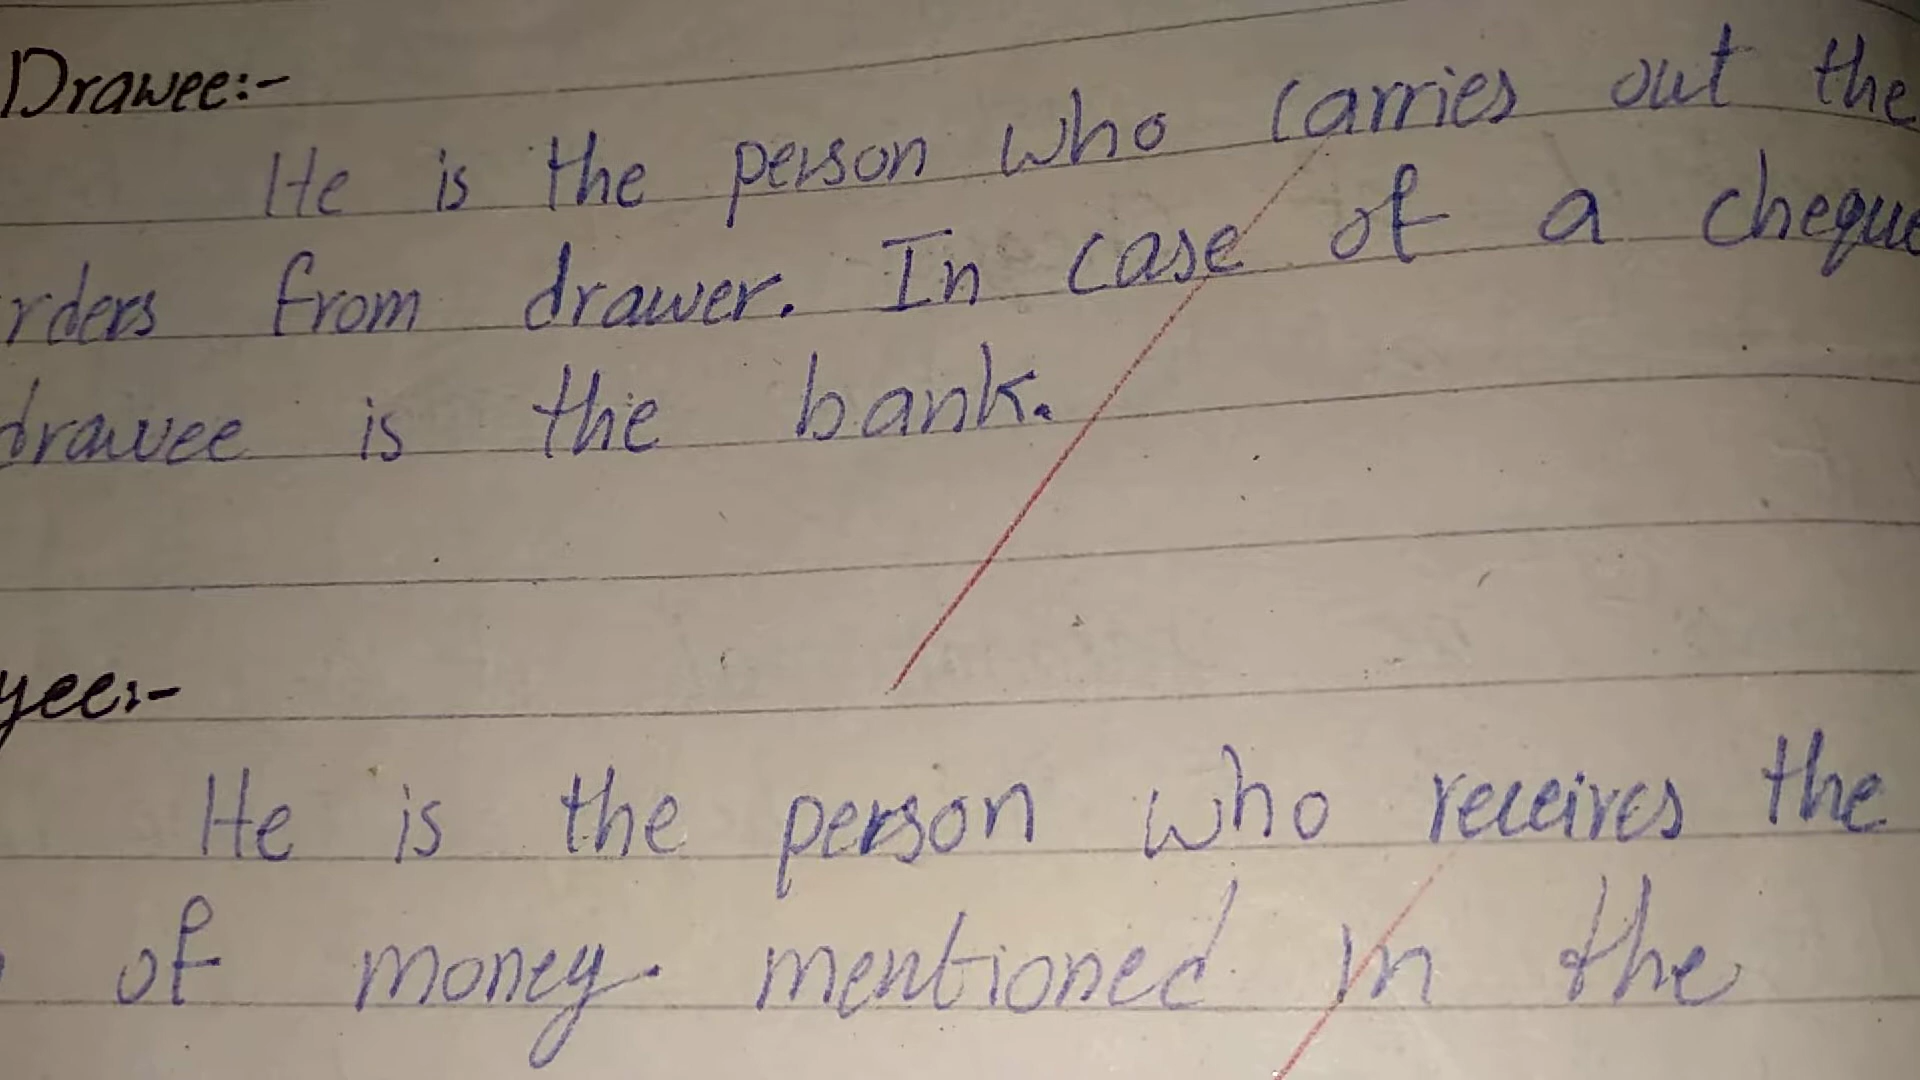 Drawee:-
He is the person who carries out the
rders from drawer. In case of a cheque
drawee is the bank.
yee:-
He is the person who receives the
of money mentioned in the